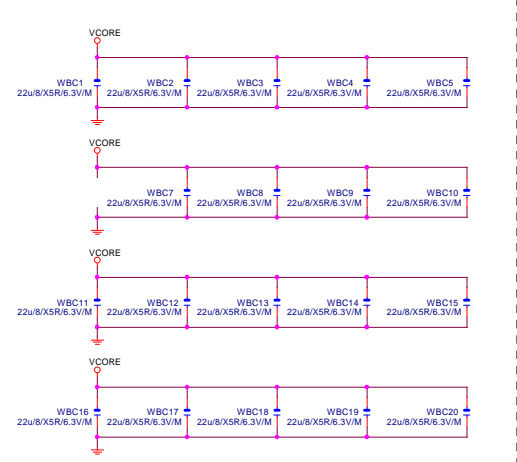 VCORE
WBC1 WBC2 WBC3 WBC4 WBC5
22u/8/X5R/6.3V/M 22u/8/X5R/6.3V/M 22u/8/X5R/6.3V/M 22u/8/X5R/6.3V/M 22u/8/X5R/6.3V/M
VCORE
WBC7 WBC8 WBC9 WBC10
22u/8/X5R/6.3V/M 22u/8/X5R/6.3V/M 22u/8/X5R/6.3V/M 22u/8/X5R/6.3V/M
VCORE
WBC11 WBC12 WBC13 WBC14 WBC15
22u/8/X5R/6.3V/M 22u/8/X5R/6.3V/M 22u/8/X5R/6.3V/M 22u/8/X5R/6.3V/M 22u/8/X5R/6.3V/M
VCORE
WBC16 WBC17 WBC18 WBC19 WBC20
22u/8/X5R/6.3V/M 22u/8/X5R/6.3V/M 22u/8/X5R/6.3V/M 22u/8/X5R/6.3V/M 22u/8/X5R/6.3V/M